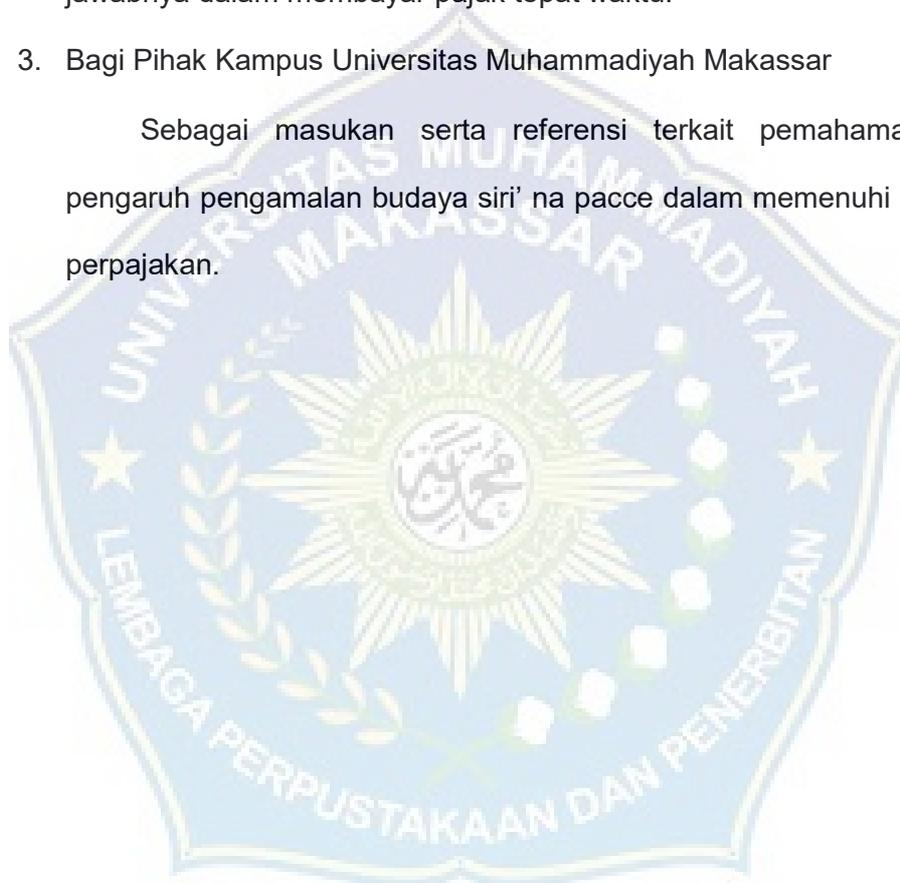 jawabnya dalam membayar pajak tepat waktu.
3. Bagi Pihak Kampus Universitas Muhammadiyah Makassar
Sebagai masukan serta referensi terkait
pengaruh pengamalan budaya siri’ na pacce dalam memenuhi
perpajakan.
UNIVERSITAS MUHAMMADIYAH
MAKASSAR
LEMBAGA PERPUSTAKAAN DAN PENERBITAN